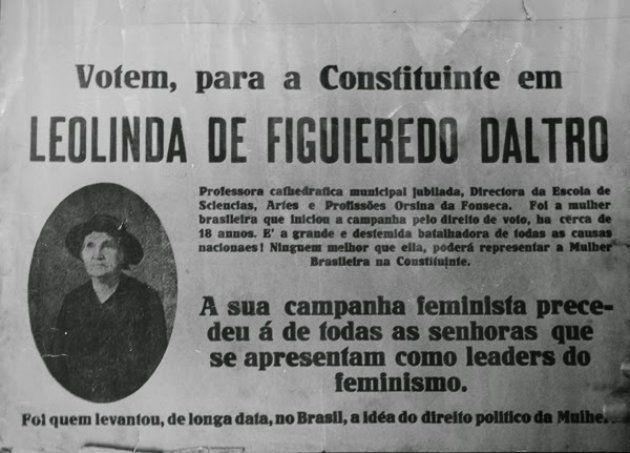 Votem, para a Constituinte em
LEOLINDA DE FIGUIEREDO DALTRO
Professora cathedratica municipal jubilada, Directora da Escola de
Sciencias, Artes e Profissões Orsina da Fonseca. Foi a mulher
brasileira que iniciou a campanha pelo direito de voto, ha cerca de
18 annos. E' a grande e destemida batalhadora de todas as causas
nacionaes! Ninguem melhor que ella, poderá representar a Mulher
Brasileira na Constituinte.
A sua campanha feminista prece-
deu á de todas as senhoras que
se apresentam como leaders do
feminismo.
Foi quem levantou, de longa data, no Brasil, a idéa do direito politico da Mulher.